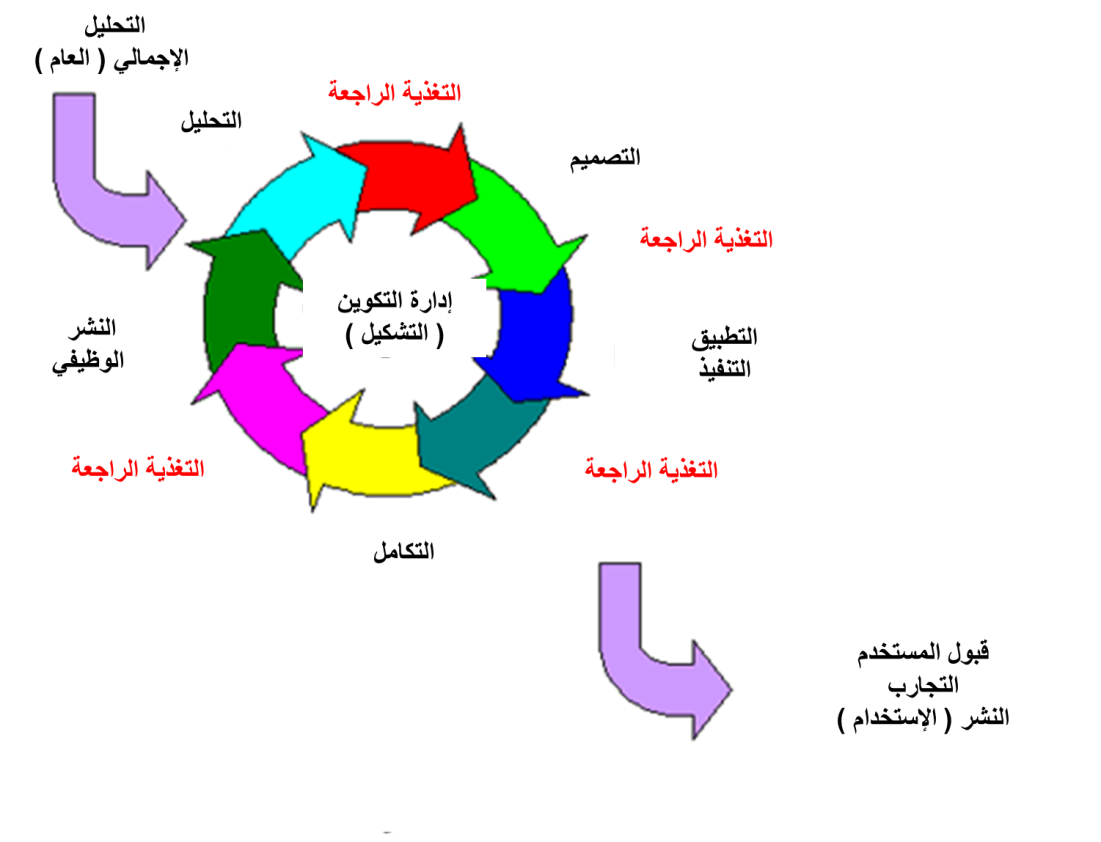 التحليل
الإجمالي ( العام )
التغذية الراجعة
التحليل
التصميم
التغذية الراجعة
إدارة التكوين
( التشكيل )
النشر
الوظيفي
التطبيق
التنفيذ
التغذية الراجعة
التغذية الراجعة
التكامل
قبول المستخدم
التجارب
النشر ( الإستخدام )